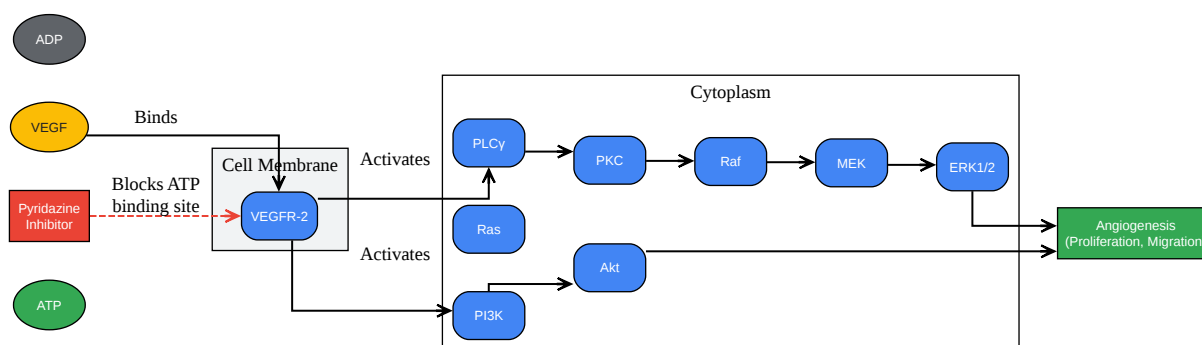 ADP
Cytoplasm
VEGF
Binds
Cell Membrane
Activates
PLCγ
PKC
Raf
MEK
ERK1/2
Blocks ATP
binding site
Pyridazine
Inhibitor
VEGFR-2
Ras
Angiogenesis
(Proliferation, Migration
Activates
Akt
ATP
PI3K